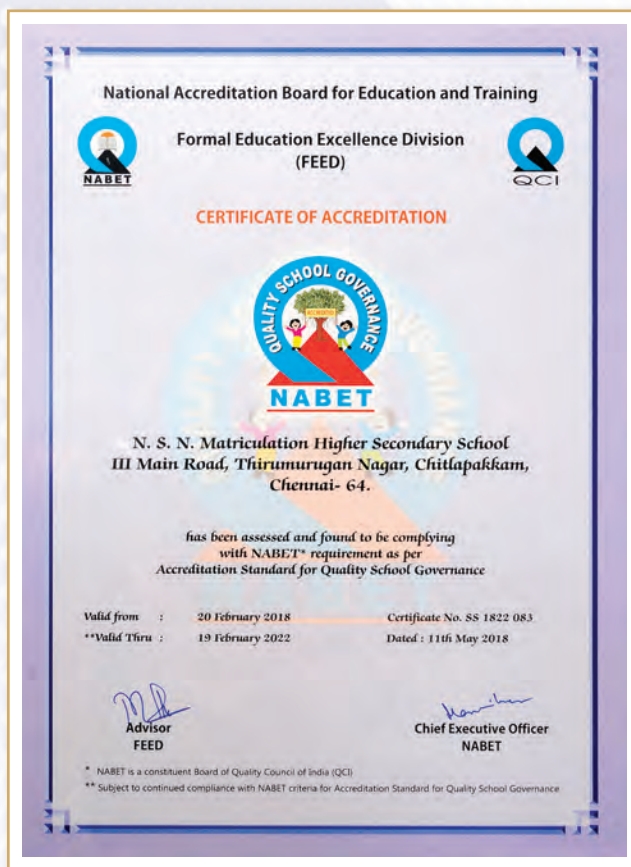 National Accreditation Board for Education and Training
Formal Education Excellence Division
(FEED)
NABET
QCI
CERTIFICATE OF ACCREDITATION
QUALITY SCHOOL GOVERNANCE
ACCREDITED
NABET
N. S. N. Matriculation Higher Secondary School
III Main Road, Thirumurugan Nagar, Chitlapakkam,
Chennai- 64.
has been assessed and found to be complying
with NABET* requirement as per
Accreditation Standard for Quality School Governance
Valid from : 20 February 2018 Certificate No. SS 1822 083
**Valid Thru : 19 February 2022 Dated : 11th May 2018
Advisor
FEED
Chief Executive Officer
NABET
* NABET is a constituent Board of Quality Council of India (QCI)
** Subject to continued compliance with NABET criteria for Accreditation Standard for Quality School Governance